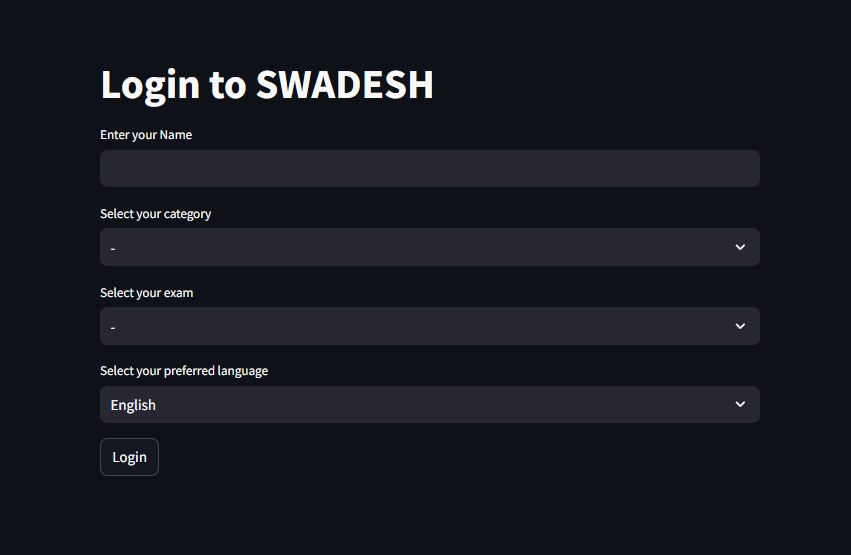 Login to SWADESH
Enter your Name
Select your category
-
Select your exam
-
Select your preferred language
English
Login